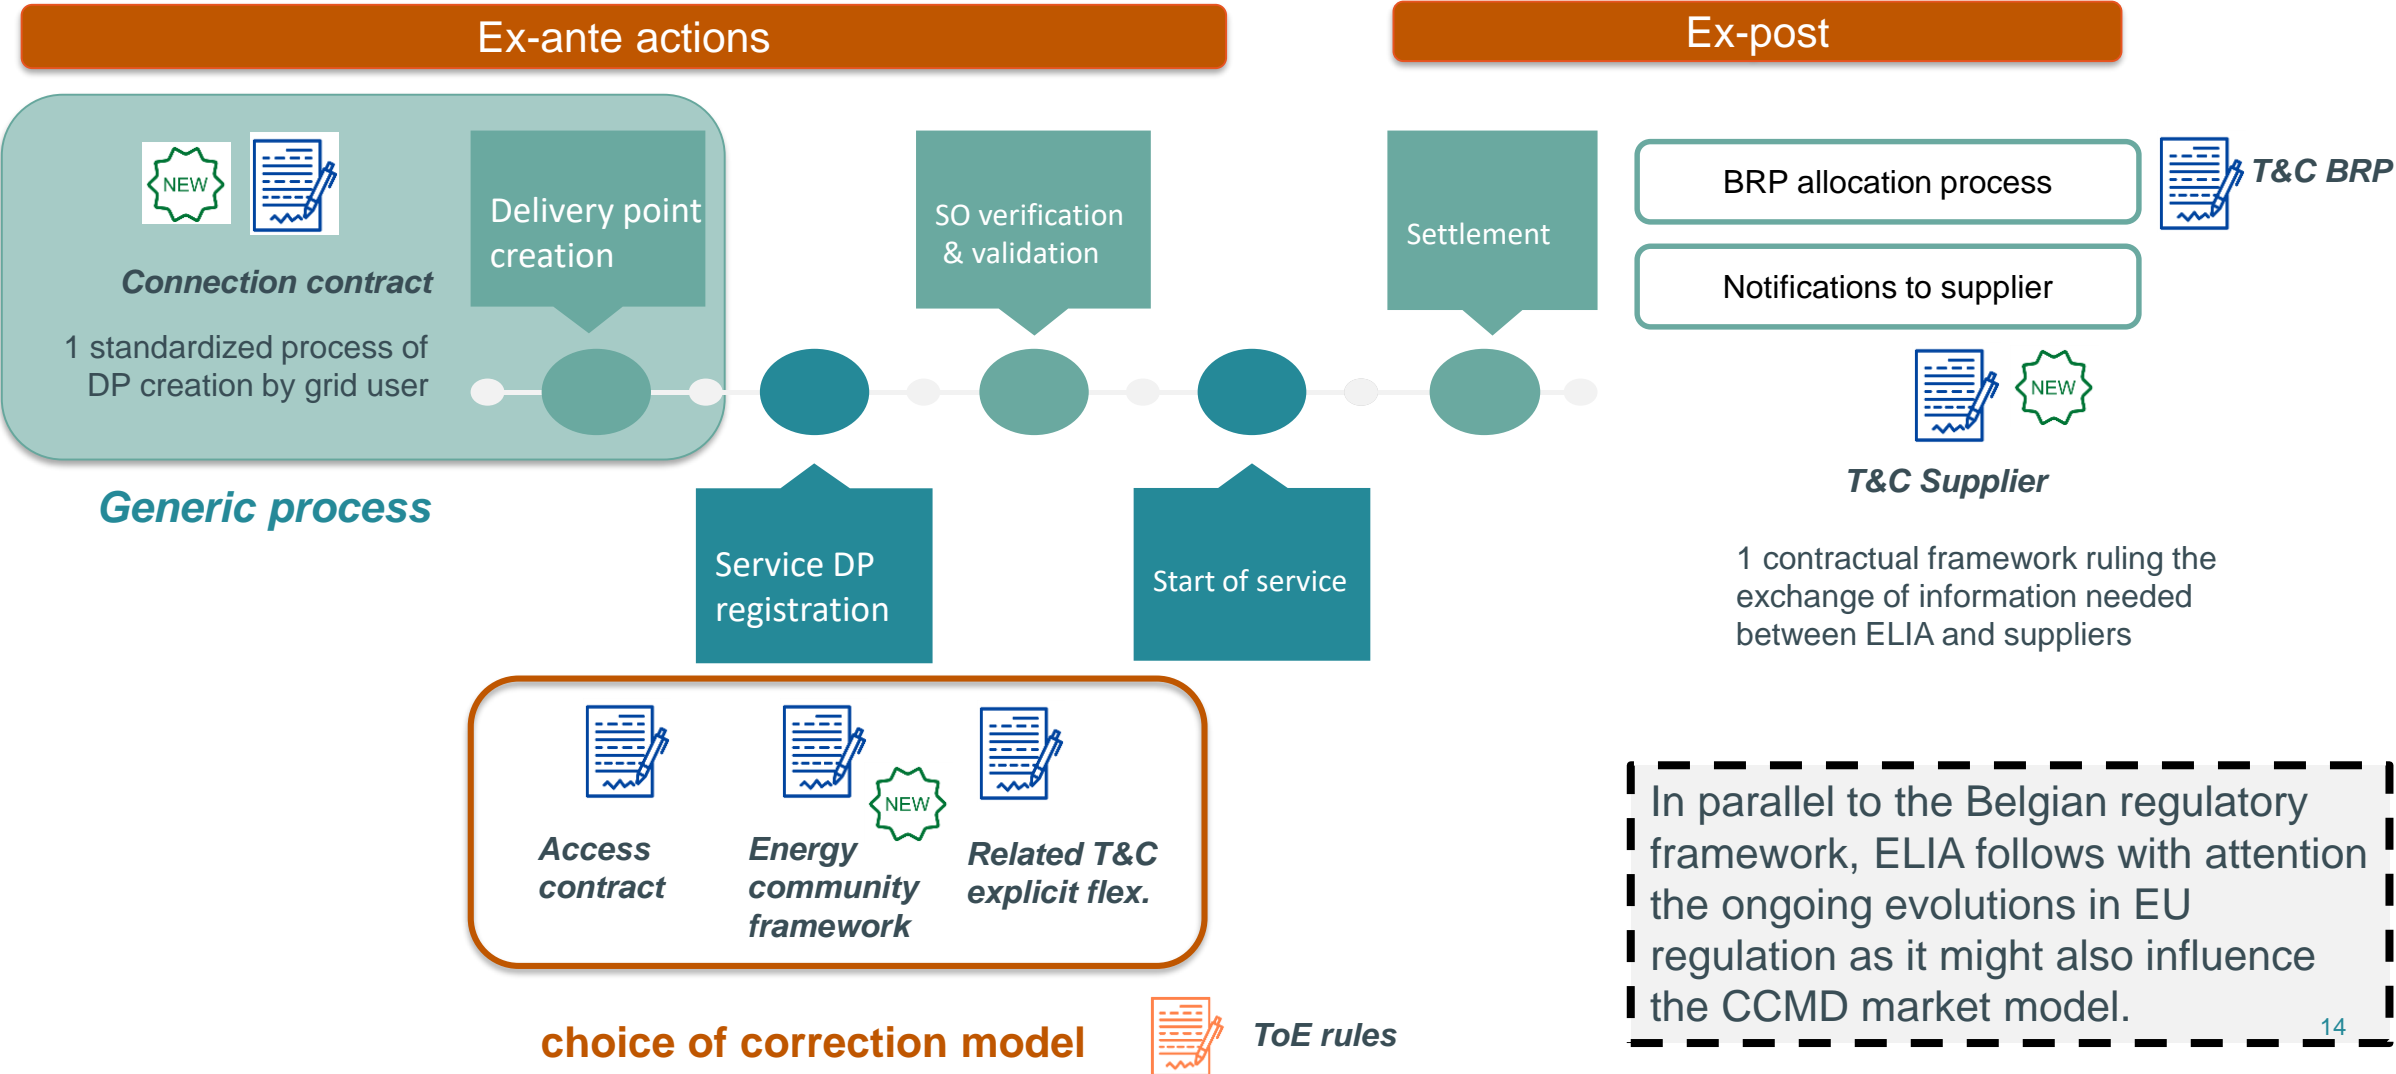 Ex-ante actions
Ex-post
NEW
Connection contract
1 standardized process of
DP creation by grid user
Delivery point
creation
SO verification
& validation
Settlement
BRP allocation process
T&C BRP
Notifications to supplier
NEW
T&C Supplier
1 contractual framework ruling the
exchange of information needed
between ELIA and suppliers
Generic process
Service DP
registration
Start of service
NEW
Access
contract
Energy
community
framework
Related T&C
explicit flex.
choice of correction model
ToE rules
In parallel to the Belgian regulatory
framework, ELIA follows with attention
the ongoing evolutions in EU
regulation as it might also influence
the CCMD market model.
14